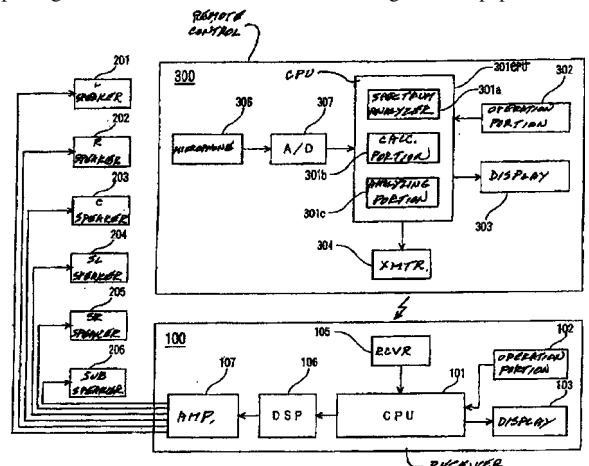 REMOTE
CONTROL
300
CPU
301CPU
302
201
L
SPEAKER
SPECTRUM
ANALYZER
301a
OPERATION
PORTION
306
307
202
R
SPEAKER
MICROPHONE
A/D
CALC.
PORTION
301b
DISPLAY
303
203
C
SPEAKER
ANALYZING
PORTION
301c
204
SL
SPEAKER
304
XMTR.
205
SR
SPEAKER
100
105
RCVR
102
OPERATION
PORTION
206
SUB
SPEAKER
107
106
101
103
AMP.
DSP
CPU
DISPLAY
RECEIVER